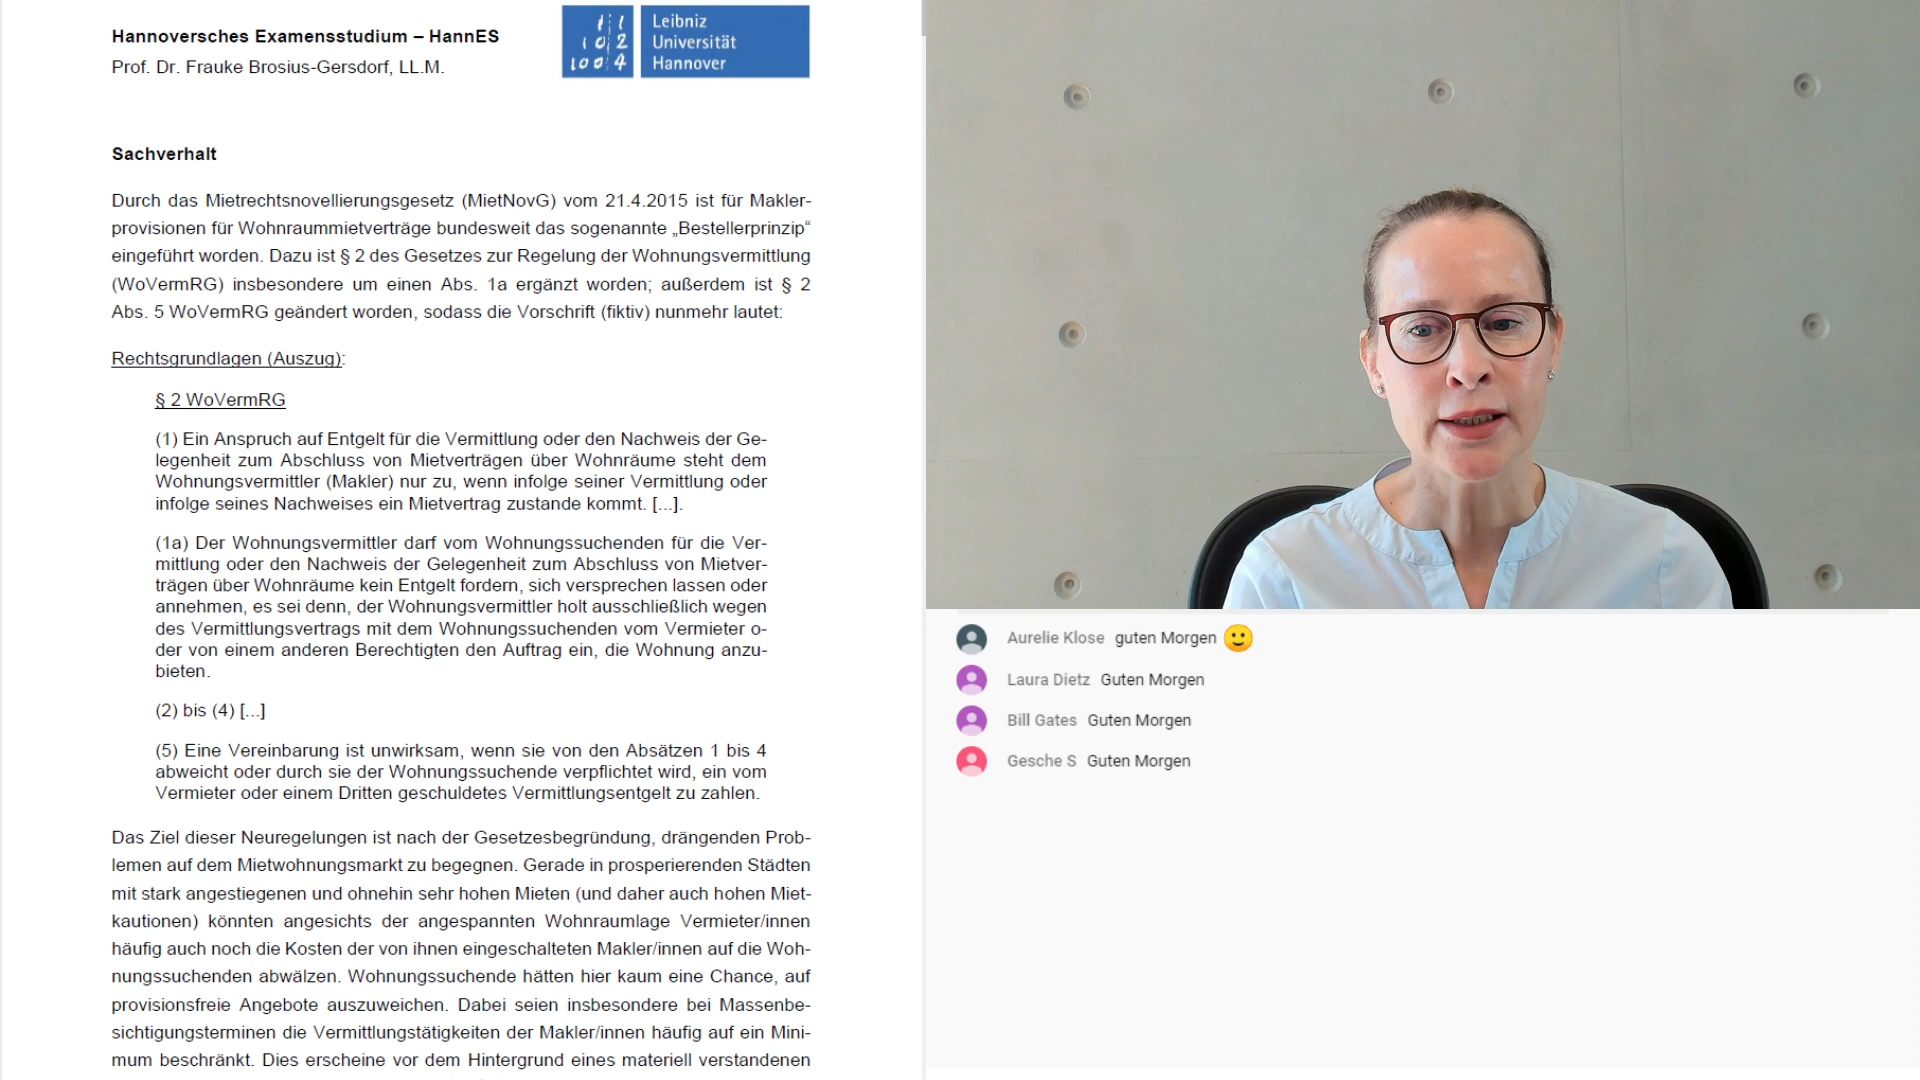 Hannoversches Examensstudium – HannES
Prof. Dr. Frauke Brosius-Gersdorf, LL.M.
Leibniz
Universität
Hannover
Sachverhalt
Durch das Mietrechtsnovellierungsgesetz (MietNovG) vom 21.4.2015 ist für Makler-
provisionen für Wohnraummietverträge bundesweit das sogenannte „Bestellerprinzip“
eingeführt worden. Dazu ist § 2 des Gesetzes zur Regelung der Wohnungsvermittlung
(WoVermRG) insbesondere um einen Abs. 1a ergänzt worden; außerdem ist § 2
Abs. 5 WoVermRG geändert worden, sodass die Vorschrift (fiktiv) nunmehr lautet:
Rechtsgrundlagen (Auszug):
§ 2 WoVermRG
(1) Ein Anspruch auf Entgelt für die Vermittlung oder den Nachweis der Ge-
legenheit zum Abschluss von Mietverträgen über Wohnräume steht dem
Wohnungsvermittler (Makler) nur zu, wenn infolge seiner Vermittlung oder
infolge seines Nachweises ein Mietvertrag zustande kommt. [...].
(1a) Der Wohnungsvermittler darf vom Wohnungssuchenden für die Ver-
mittlung oder den Nachweis der Gelegenheit zum Abschluss von Mietver-
trägen über Wohnräume kein Entgelt fordern, sich versprechen lassen oder
annehmen, es sei denn, der Wohnungsvermittler holt ausschließlich wegen
des Vermittlungsvertrags mit dem Wohnungssuchenden vom Vermieter o-
der von einem anderen Berechtigten den Auftrag ein, die Wohnung anzu-
bieten.
(2) bis (4) [...]
(5) Eine Vereinbarung ist unwirksam, wenn sie von den Absätzen 1 bis 4
abweicht oder durch sie der Wohnungssuchende verpflichtet wird, ein vom
Vermieter oder einem Dritten geschuldetes Vermittlungsentgelt zu zahlen.
Das Ziel dieser Neuregelungen ist nach der Gesetzesbegründung, drängenden Prob-
lemen auf dem Mietwohnungsmarkt zu begegnen. Gerade in prosperierenden Städten
mit stark angestiegenen und ohnehin sehr hohen Mieten (und daher auch hohen Miet-
kautionen) könnten angesichts der angespannten Wohnraumlage Vermieter/innen
häufig auch noch die Kosten der von ihnen eingeschalteten Makler/innen auf die Woh-
nungssuchenden abwälzen. Wohnungssuchende hätten hier kaum eine Chance, auf
provisionsfreie Angebote auszuweichen. Dabei seien insbesondere bei Massenbe-
sichtigungsterminen die Vermittlungstätigkeiten der Makler/innen häufig auf ein Mini-
mum beschränkt. Dies erscheine vor dem Hintergrund eines materiell verstandenen
Aurelie Klose guten Morgen 🙂
Laura Dietz Guten Morgen
Bill Gates Guten Morgen
Gesche S Guten Morgen